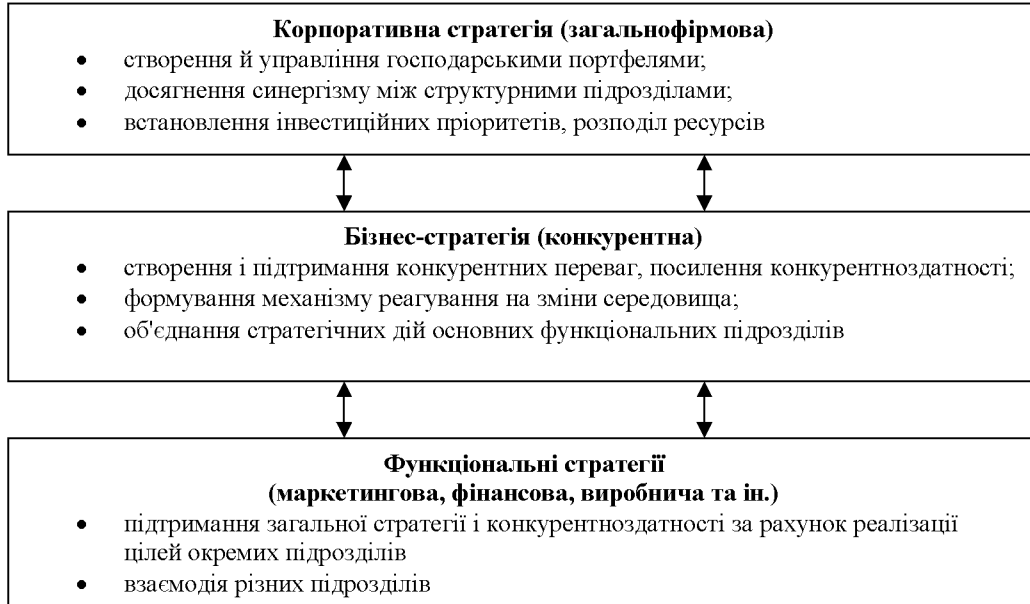 Корпоративна стратегія (загальнофірмова)
• створення й управління господарськими портфелями;
• досягнення синергізму між структурними підрозділами;
• встановлення інвестиційних пріоритетів, розподіл ресурсів
Бізнес-стратегія (конкурентна)
• створення і підтримання конкурентних переваг, посилення конкурентноздатності;
• формування механізму реагування на зміни середовища;
• об'єднання стратегічних дій основних функціональних підрозділів
Функціональні стратегії
(маркетингова, фінансова, виробнича та ін.)
• підтримання загальної стратегії і конкурентноздатності за рахунок реалізації
цілей окремих підрозділів
• взаємодія різних підрозділів